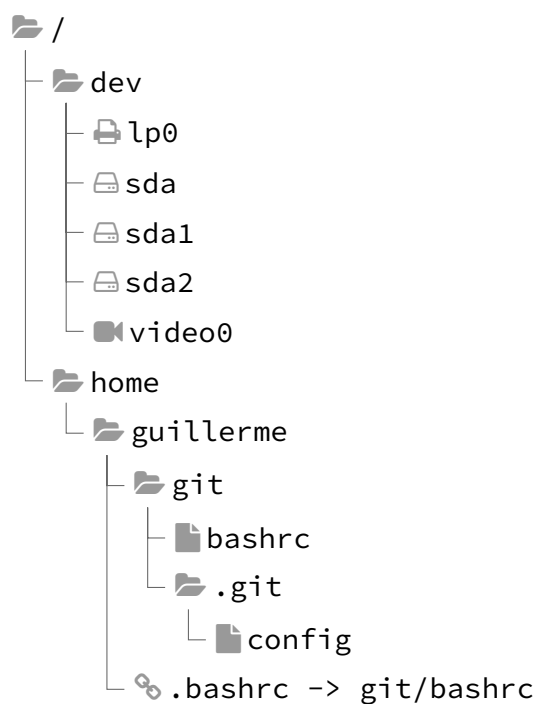 /
dev
lp0
sda
sda1
sda2
video0
home
guillerme
git
bashrc
.git
config
.bashrc -> git/bashrc